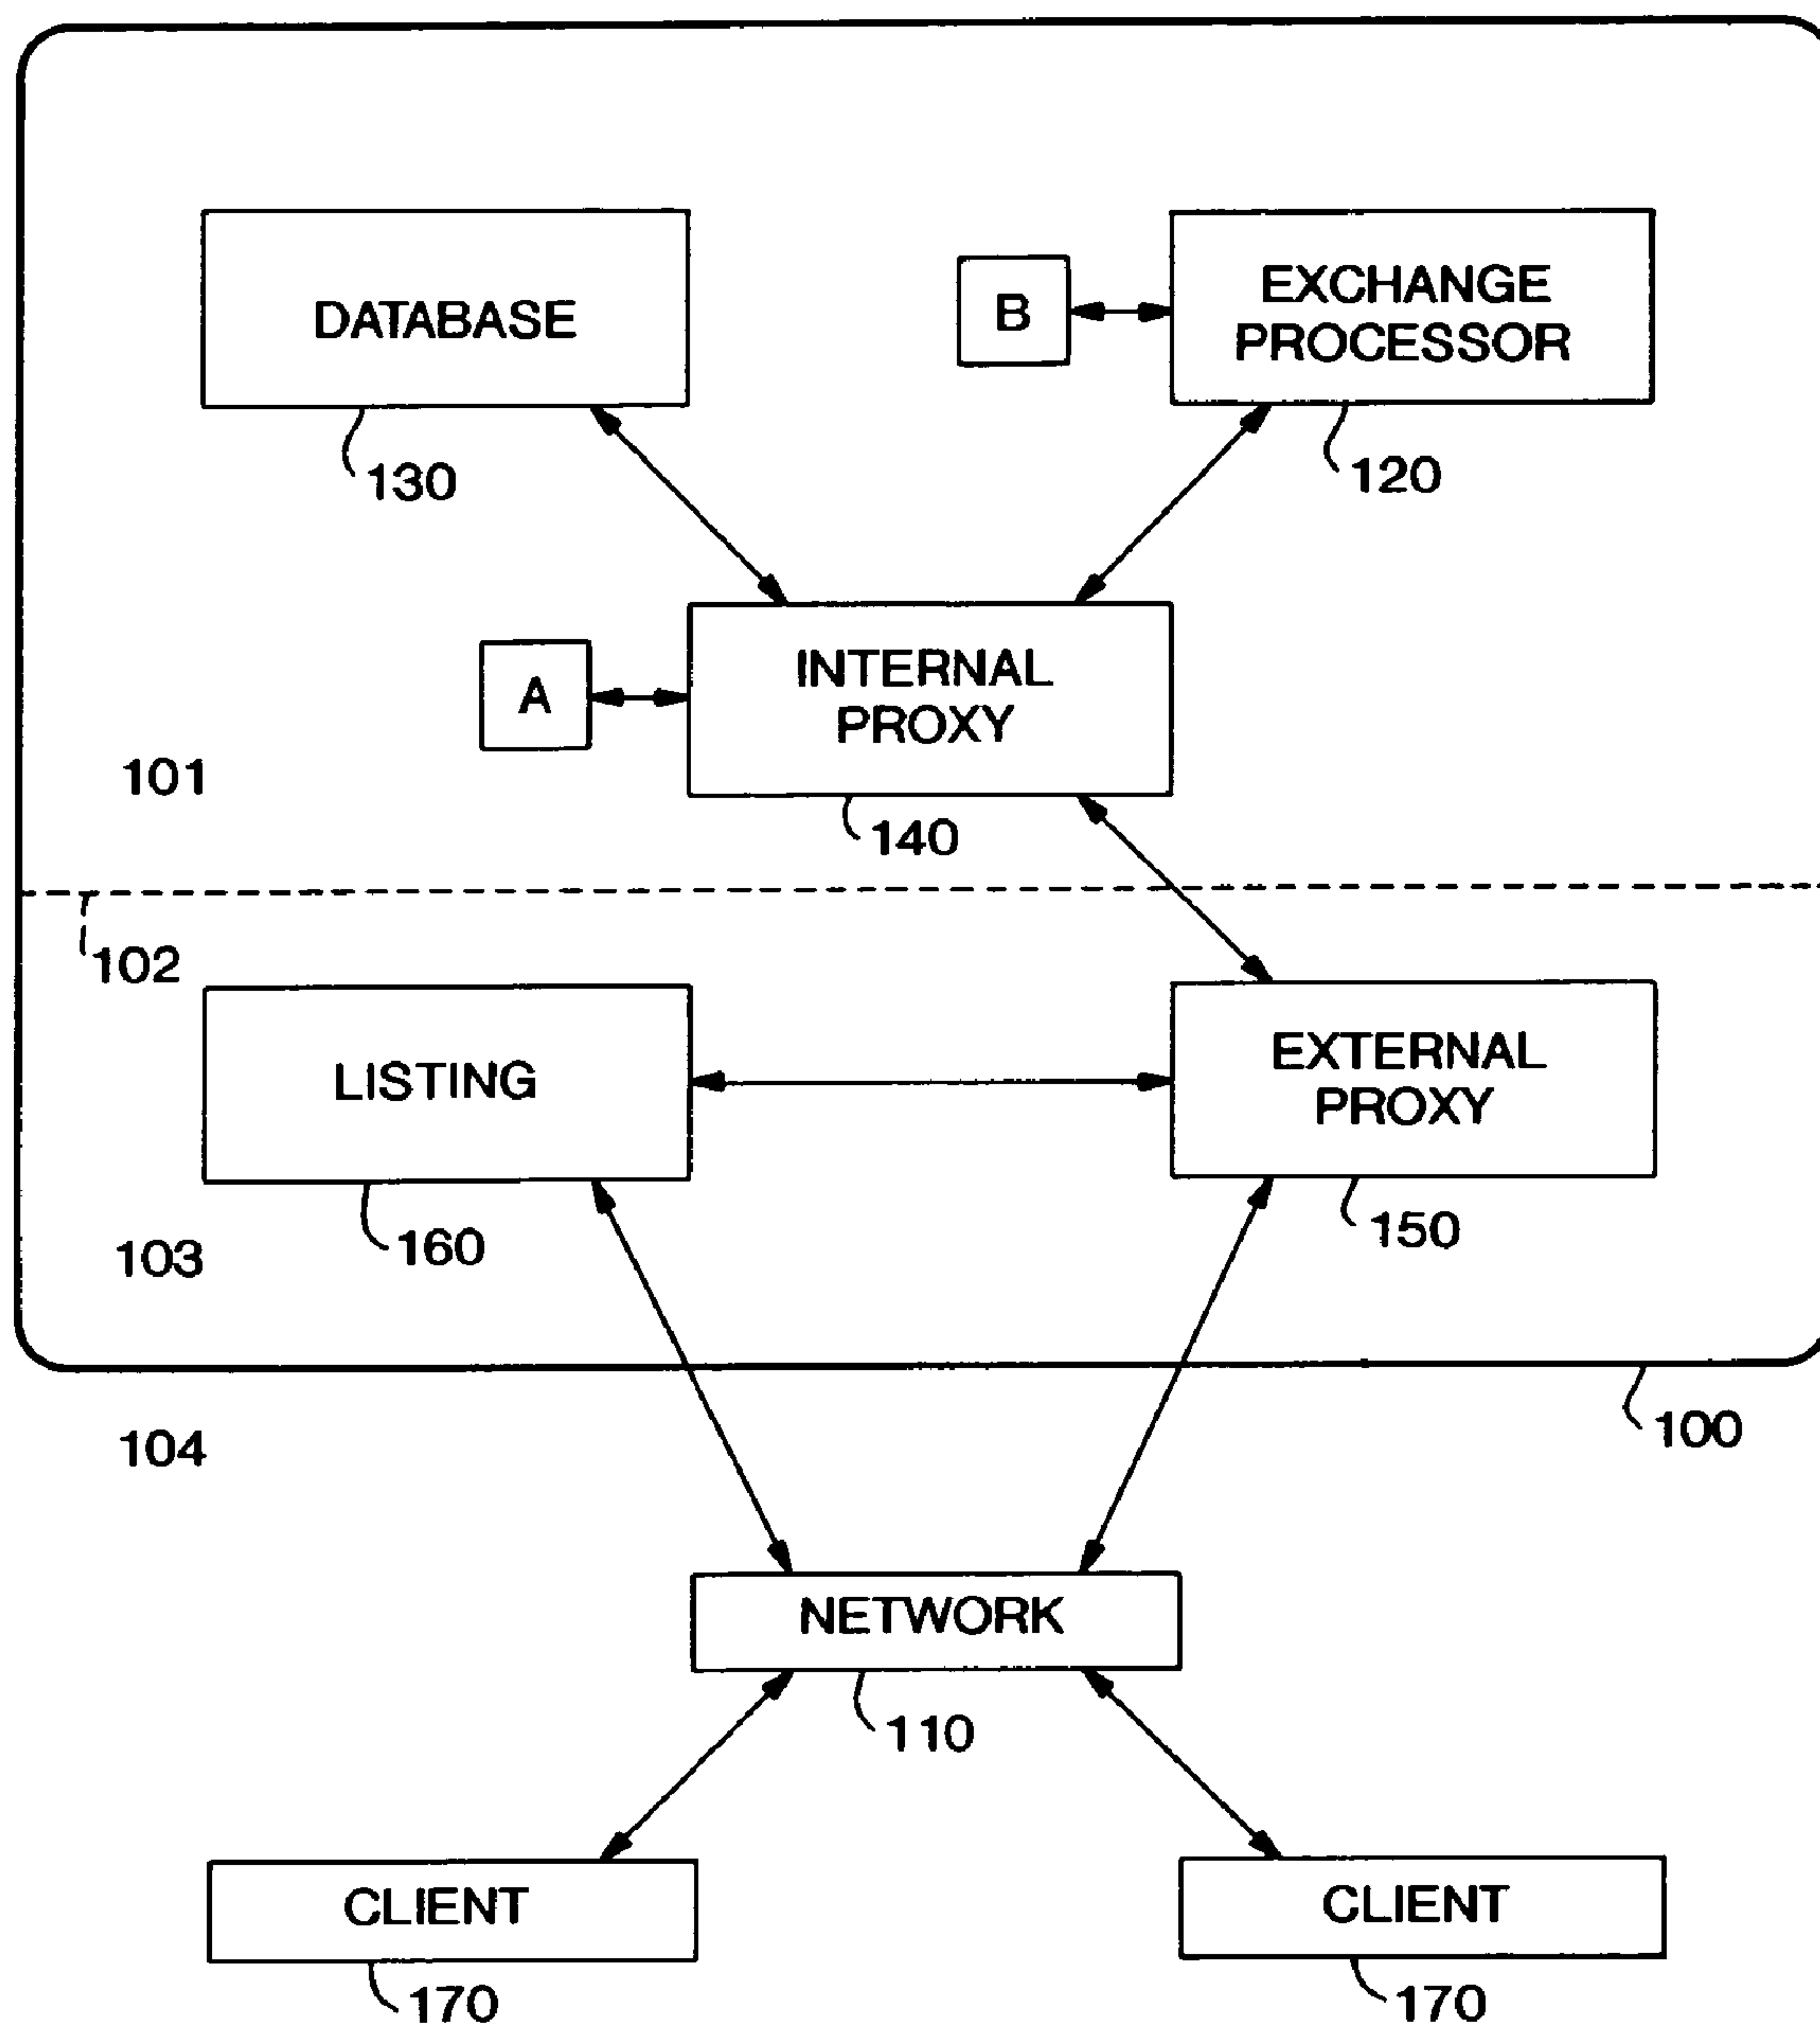 DATABASE
B
EXCHANGE
PROCESSOR
130
120
A
INTERNAL
PROXY
101
140
102
LISTING
EXTERNAL
PROXY
160
150
103
100
104
NETWORK
110
CLIENT
CLIENT
170
170